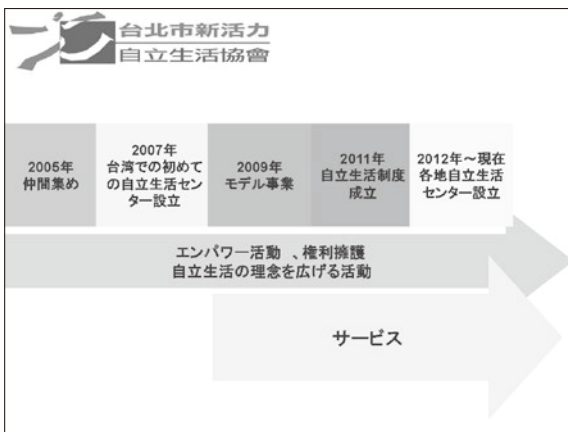 台北市新活力
自立生活協會
2005年
仲間集め
2007年
台湾での初めて
の自立生活セン
ター設立
2009年
モデル事業
2011年
自立生活制度
成立
2012年～現在
各地自立生活
センター設立
エンパワー活動 、権利擁護
自立生活の理念を広げる活動
サービス